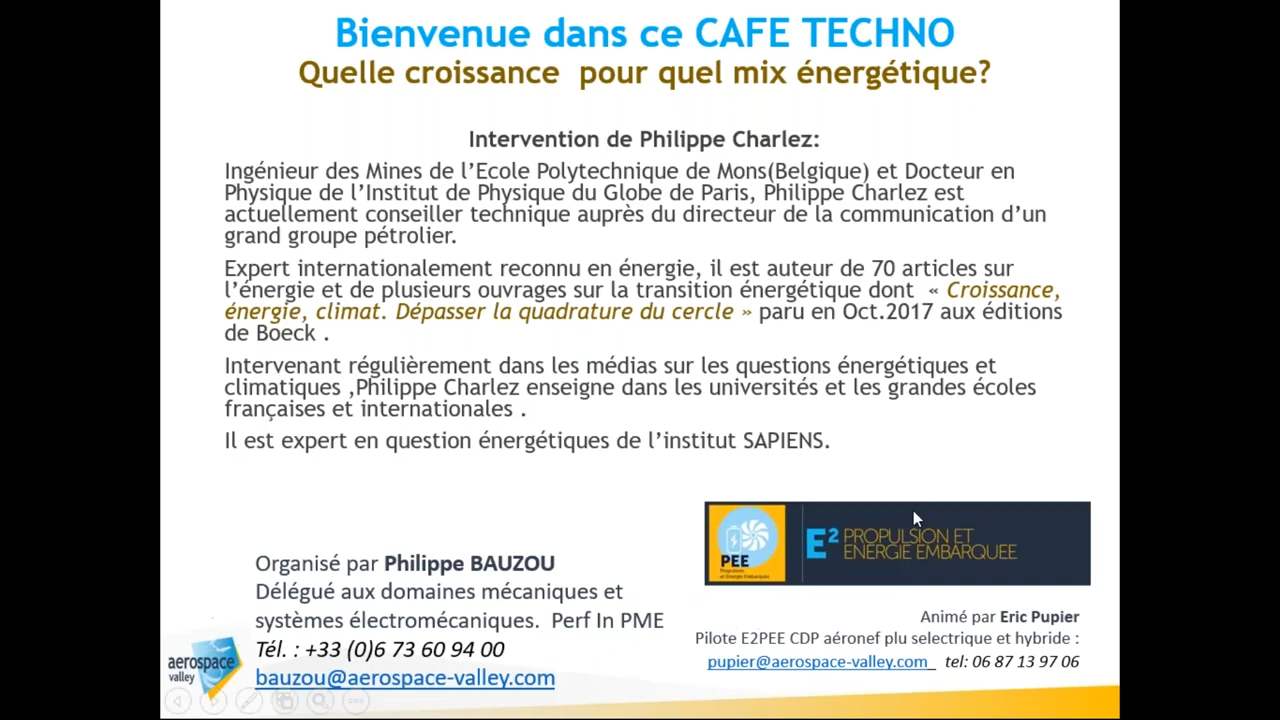 Bienvenue dans ce CAFE TECHNO
Quelle croissance pour quel mix énergétique?
Intervention de Philippe Charlez:
Ingénieur des Mines de l'Ecole Polytechnique de Mons(Belgique) et Docteur en
Physique de l'Institut de Physique du Globe de Paris, Philippe Charlez est
actuellement conseiller technique auprès du directeur de la communication d'un
grand groupe pétrolier.
Expert internationalement reconnu en énergie, il est auteur de 70 articles sur
l'énergie et de plusieurs ouvrages sur la transition énergétique dont « Croissance,
énergie, climat. Dépasser la quadrature du cercle » paru en Oct.2017 aux éditions
de Boeck .
Intervenant régulièrement dans les médias sur les questions énergétiques et
climatiques ,Philippe Charlez enseigne dans les universités et les grandes écoles
françaises et internationales .
Il est expert en question énergétiques de l'institut SAPIENS.
PEE
Propulsion
et Énergie Embarquées
E² PROPULSION ET
ENERGIE EMBARQUEE
Organisé par Philippe BAUZOU
Délégué aux domaines mécaniques et
systèmes électromécaniques. Perf In PME
Tél. : +33 (0)6 73 60 94 00
bauzou@aerospace-valley.com
Animé par Eric Pupier
Pilote E2PEE CDP aéronef plu selectrique et hybride :
pupier@aerospace-valley.com tel: 06 87 13 97 06
aerospace
valley